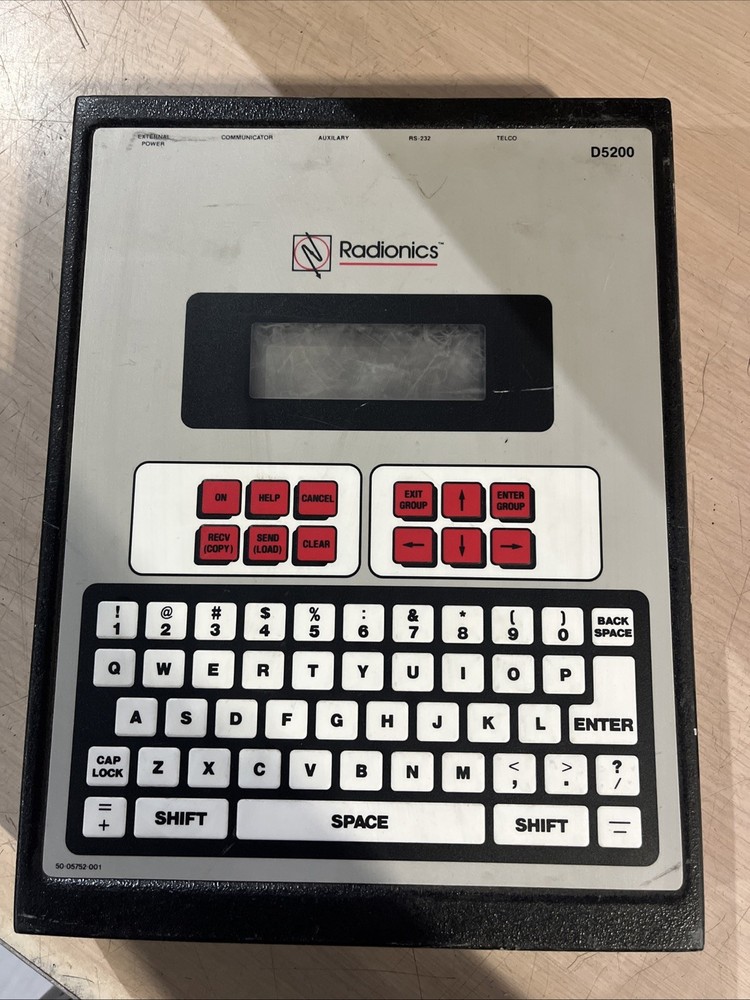 EXTERNAL POWER COMMUNICATOR AUXILARY RS-232 TELCO
D5200
Radionics™
ON HELP CANCEL
RECV (COPY) SEND (LOAD) CLEAR
EXIT GROUP ↑ ENTER GROUP
← ↓ →
! 1 @ 2 # 3 $ 4 % 5 : 6 & 7 * 8 ( 9 ) 0 BACK SPACE
Q W E R T Y U I O P
A S D F G H J K L ENTER
CAP LOCK Z X C V B N M < , > . ? /
= + SHIFT SPACE SHIFT _ –
50-05752-001